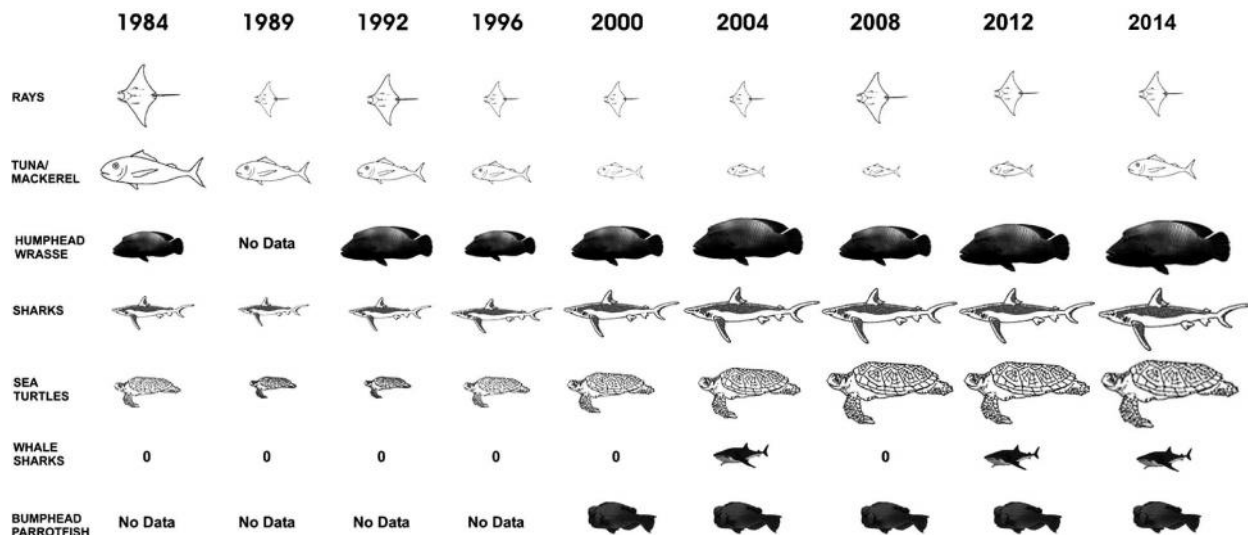 1984 1989 1992 1996 2000 2004 2008 2012 2014
RAYS
TUNA/
MACKEREL
HUMPHEAD
WRASSE
No Data
SHARKS
SEA
TURTLES
WHALE
SHARKS
0 0 0 0 0 0
BUMPHEAD
PARROTFISH
No Data No Data No Data No Data